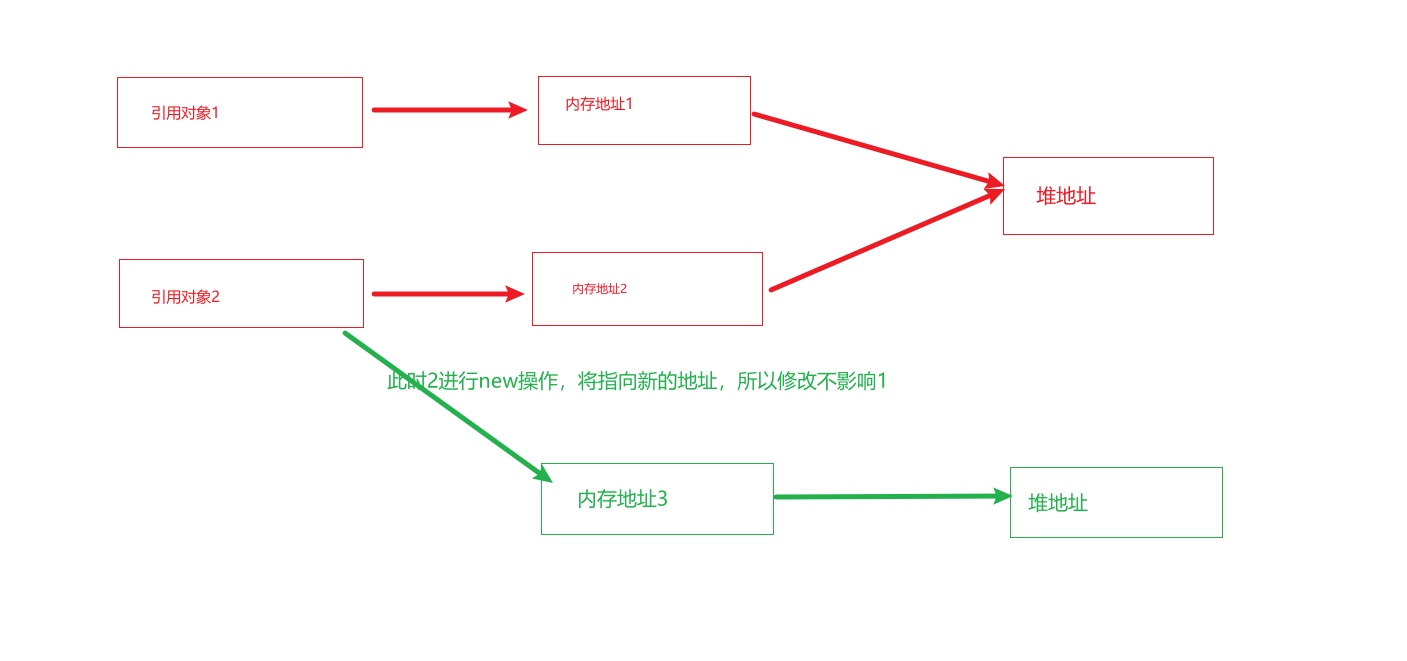 引用对象1
内存地址1
堆地址
引用对象2
内存地址2
此时2进行new操作，将指向新的地址，所以修改不影响1
内存地址3
堆地址